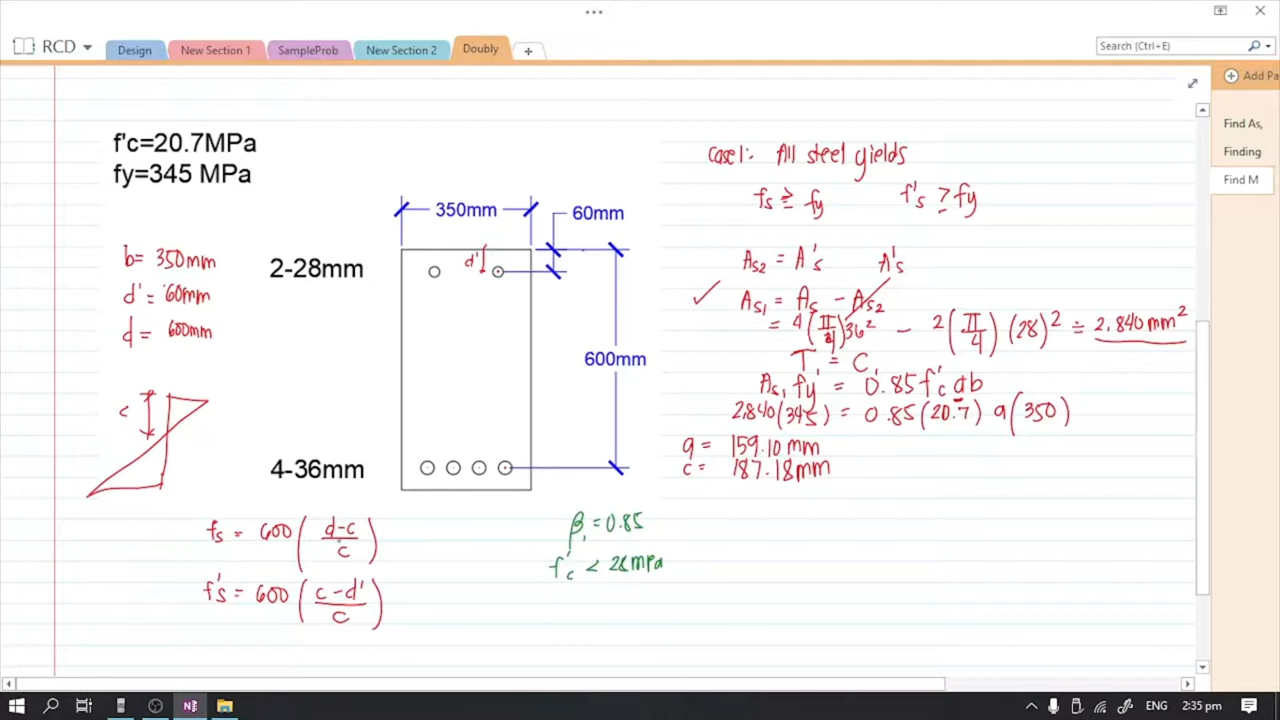 RCD
Design
New Section 1
SampleProb
New Section 2
Doubly
+
Search (Ctrl+E)
Add Pa
Find As,
Finding
Find M
f'c=20.7MPa
fy=345 MPa
b= 350mm
d' = 60mm
d = 600mm
2-28mm
350mm
60mm
d'
600mm
4-36mm
c
fs = 600 ( d-c / c )
f's = 600 ( c-d' / c )
β₁ = 0.85
f'c < 28mpa
Case 1: All steel yields
fs ≥ fy f's ≥ fy
As2 = A's
A's
As1 = As - As2
= 4 (π/4) 36² - 2 (π/4) (28)² = 2,840 mm²
T₁ = C₁
As1 fy = 0.85 f'c ab
2,840 (345) = 0.85 (20.7) a (350)
a = 159.10 mm
c = 187.18mm
ENG
2:35 pm